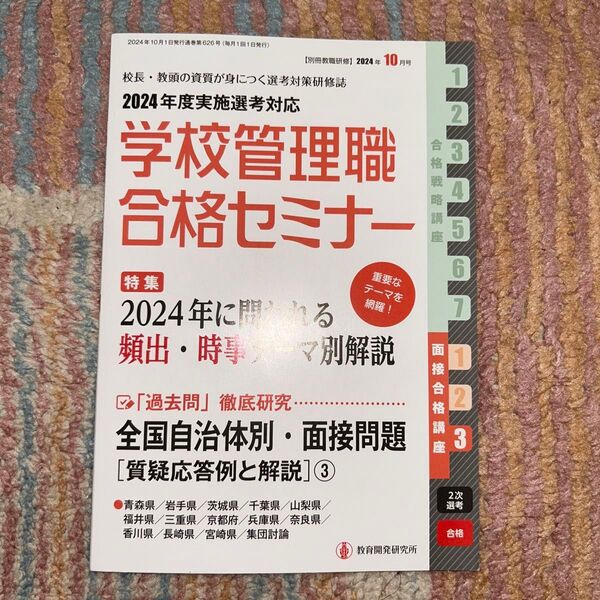 2024年10月1日発行通巻第626号(毎月1回1日発行)
【別冊教職研修】2024年 10月号
校長・教頭の資質が身につく選考対策研修誌
2024年度実施選考対応
学校管理職
合格セミナー
特集
重要な
テーマを
網羅!
2024年に問われる
頻出・時事テーマ別解説
「過去問」徹底研究
全国自治体別・面接問題
[質疑応答例と解説]③
●青森県/岩手県/茨城県/千葉県/山梨県/
福井県/三重県/京都府/兵庫県/奈良県/
香川県/長崎県/宮崎県/集団討論
教育開発研究所
合格戦略講座
1
2
3
4
5
6
7
面接合格講座
1
2
3
2次
選考
合格